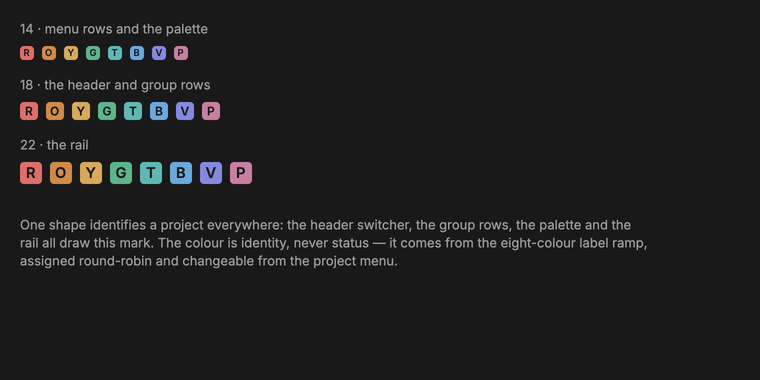 14 · menu rows and the palette
R O Y G T B V P
18 · the header and group rows
R O Y G T B V P
22 · the rail
R O Y G T B V P
One shape identifies a project everywhere: the header switcher, the group rows, the palette and the
rail all draw this mark. The colour is identity, never status — it comes from the eight-colour label ramp,
assigned round-robin and changeable from the project menu.